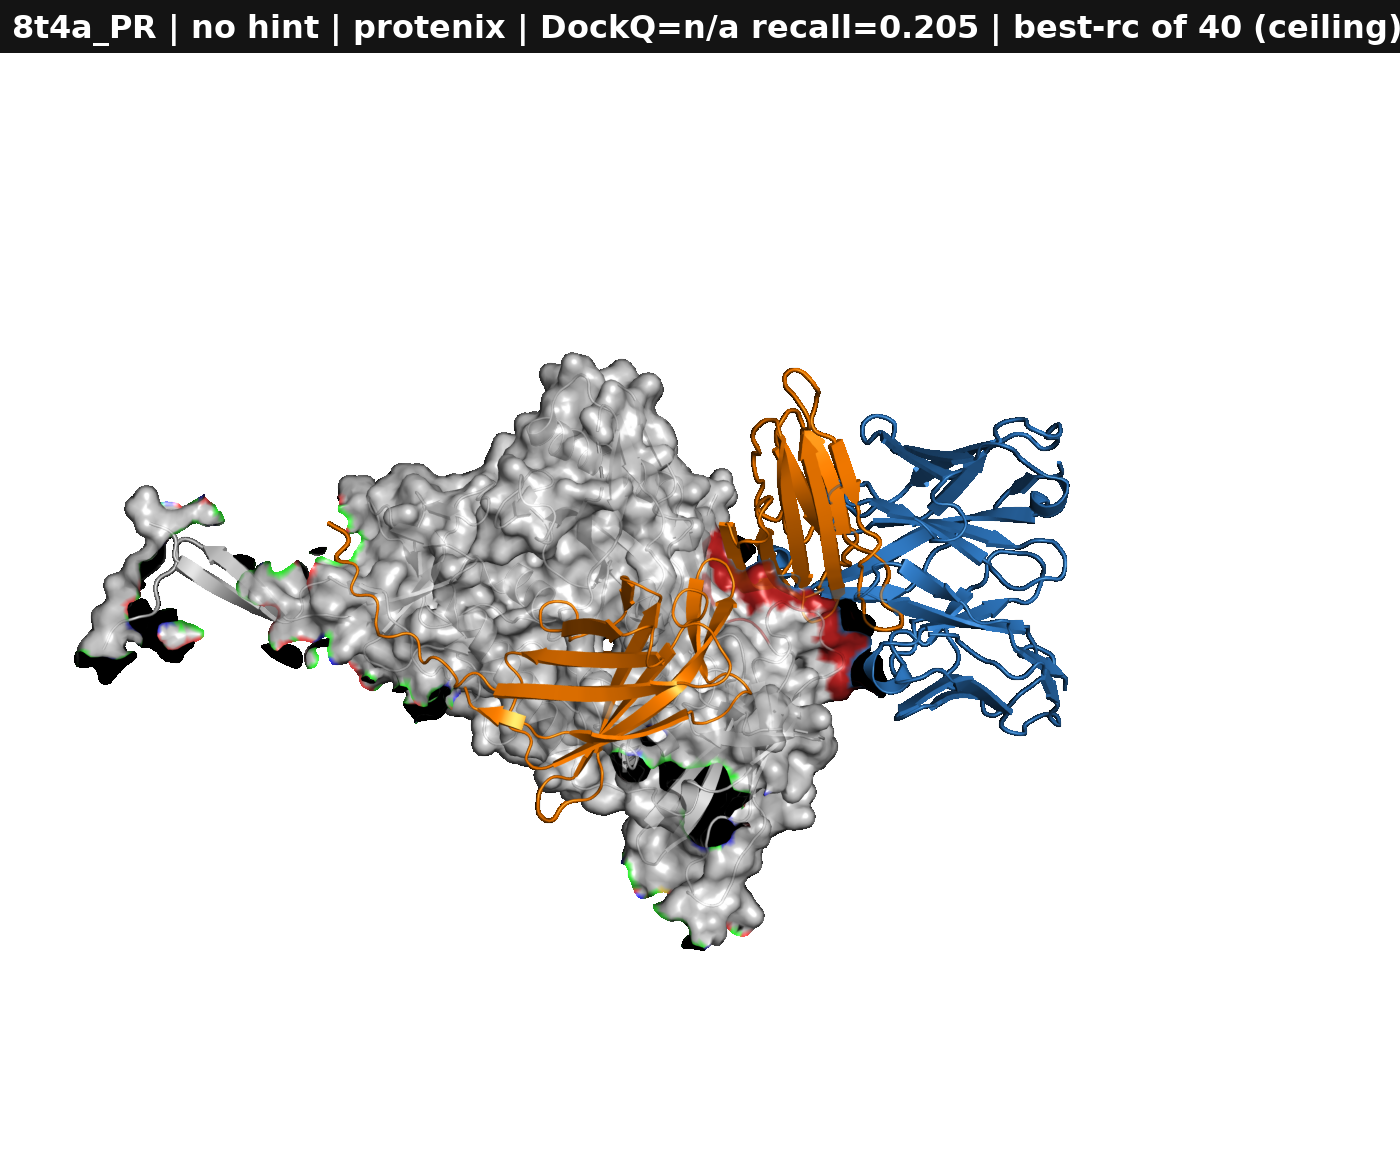 8t4a_PR | no hint | protenix | DockQ=n/a recall=0.205 | best-rc of 40 (ceiling)